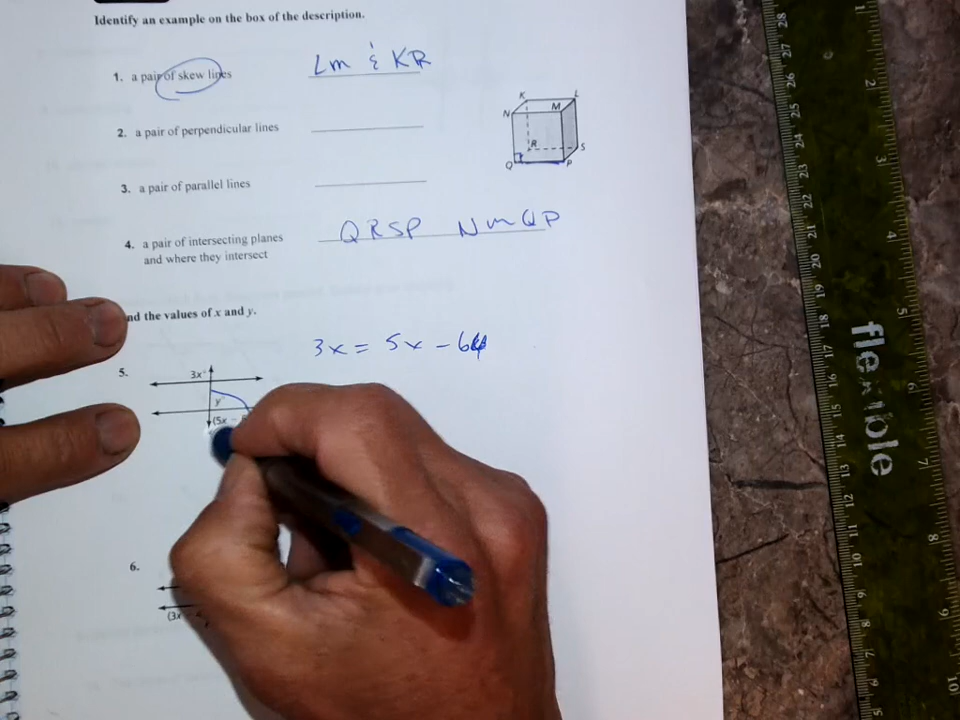 Identify an example on the box of the description.
1. a pair of skew lines Lm & KR
2. a pair of perpendicular lines
3. a pair of parallel lines
4. a pair of intersecting planes QRSP NmQP
and where they intersect
nd the values of x and y.
3x = 5x - 64
5.
3x°
y°
(5x -
6.
(3x
K L
N M
R S
Q P
flexible